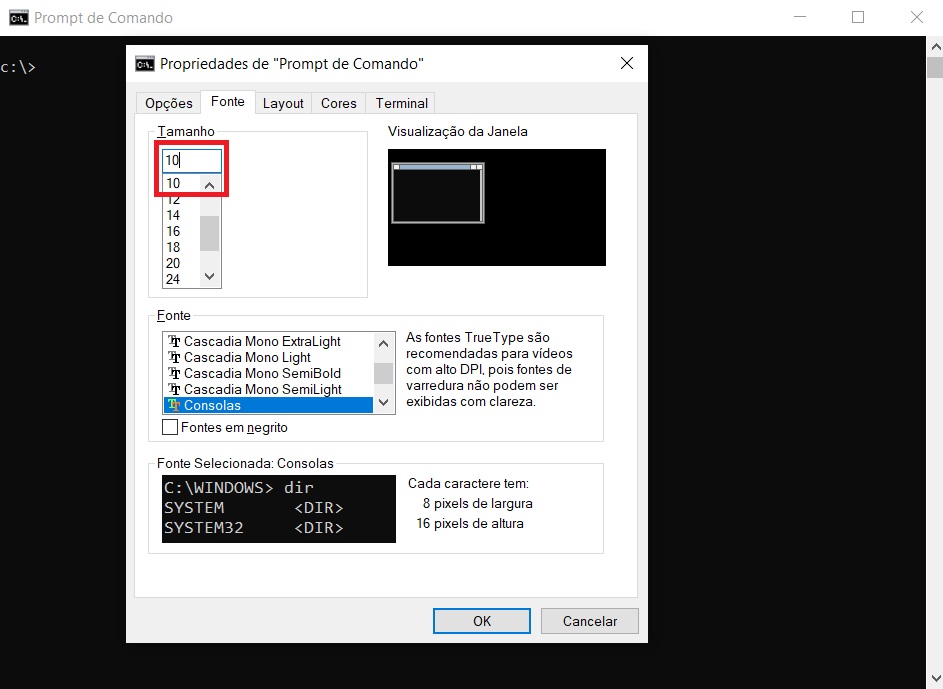 Prompt de Comando
c:\>
Propriedades de "Prompt de Comando"
Opções Fonte Layout Cores Terminal
Tamanho
10
10
12
14
16
18
20
24
Visualização da Janela
Fonte
Cascadia Mono ExtraLight
Cascadia Mono Light
Cascadia Mono SemiBold
Cascadia Mono SemiLight
Consolas
Fontes em negrito
As fontes TrueType são
recomendadas para vídeos
com alto DPI, pois fontes de
varredura não podem ser
exibidas com clareza.
Fonte Selecionada: Consolas
C:\WINDOWS> dir
SYSTEM <DIR>
SYSTEM32 <DIR>
Cada caractere tem:
8 pixels de largura
16 pixels de altura
OK Cancelar